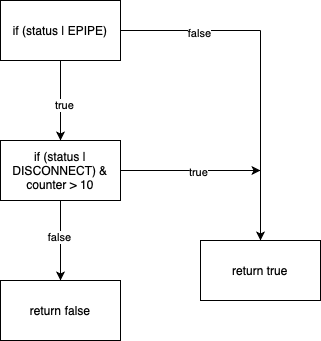 if (status | EPIPE)
false
true
if (status |
DISCONNECT) &
counter > 10
true
false
return true
return false